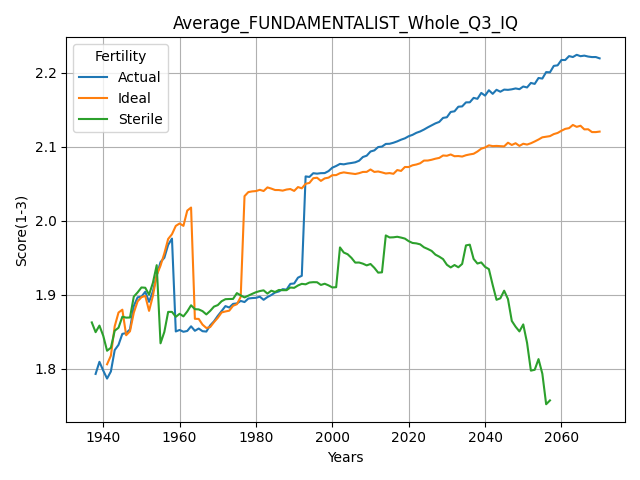 Average_FUNDAMENTALIST_Whole_Q3_IQ
Fertility
Actual
Ideal
Sterile
Score(1-3)
2.2
2.1
2.0
1.9
1.8
1940
1960
1980
2000
2020
2040
2060
Years